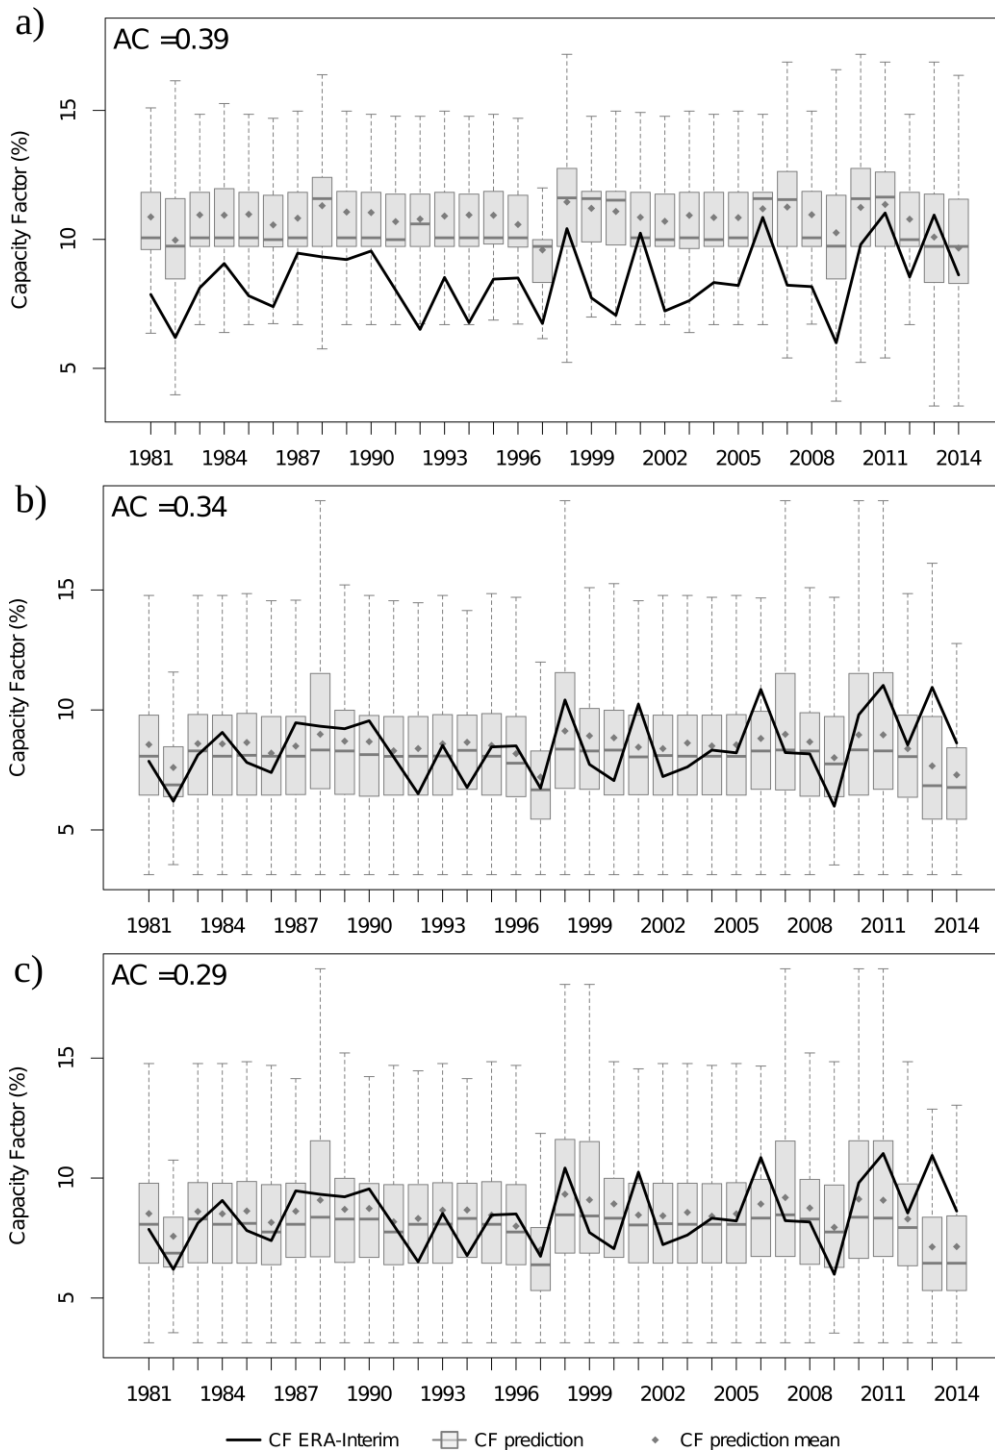 a)
AC =0.39
Capacity Factor (%)
15
10
5
1981 1984 1987 1990 1993 1996 1999 2002 2005 2008 2011 2014
b)
AC =0.34
Capacity Factor (%)
15
10
5
1981 1984 1987 1990 1993 1996 1999 2002 2005 2008 2011 2014
c)
AC =0.29
Capacity Factor (%)
15
10
5
1981 1984 1987 1990 1993 1996 1999 2002 2005 2008 2011 2014
CF ERA-Interim CF prediction CF prediction mean